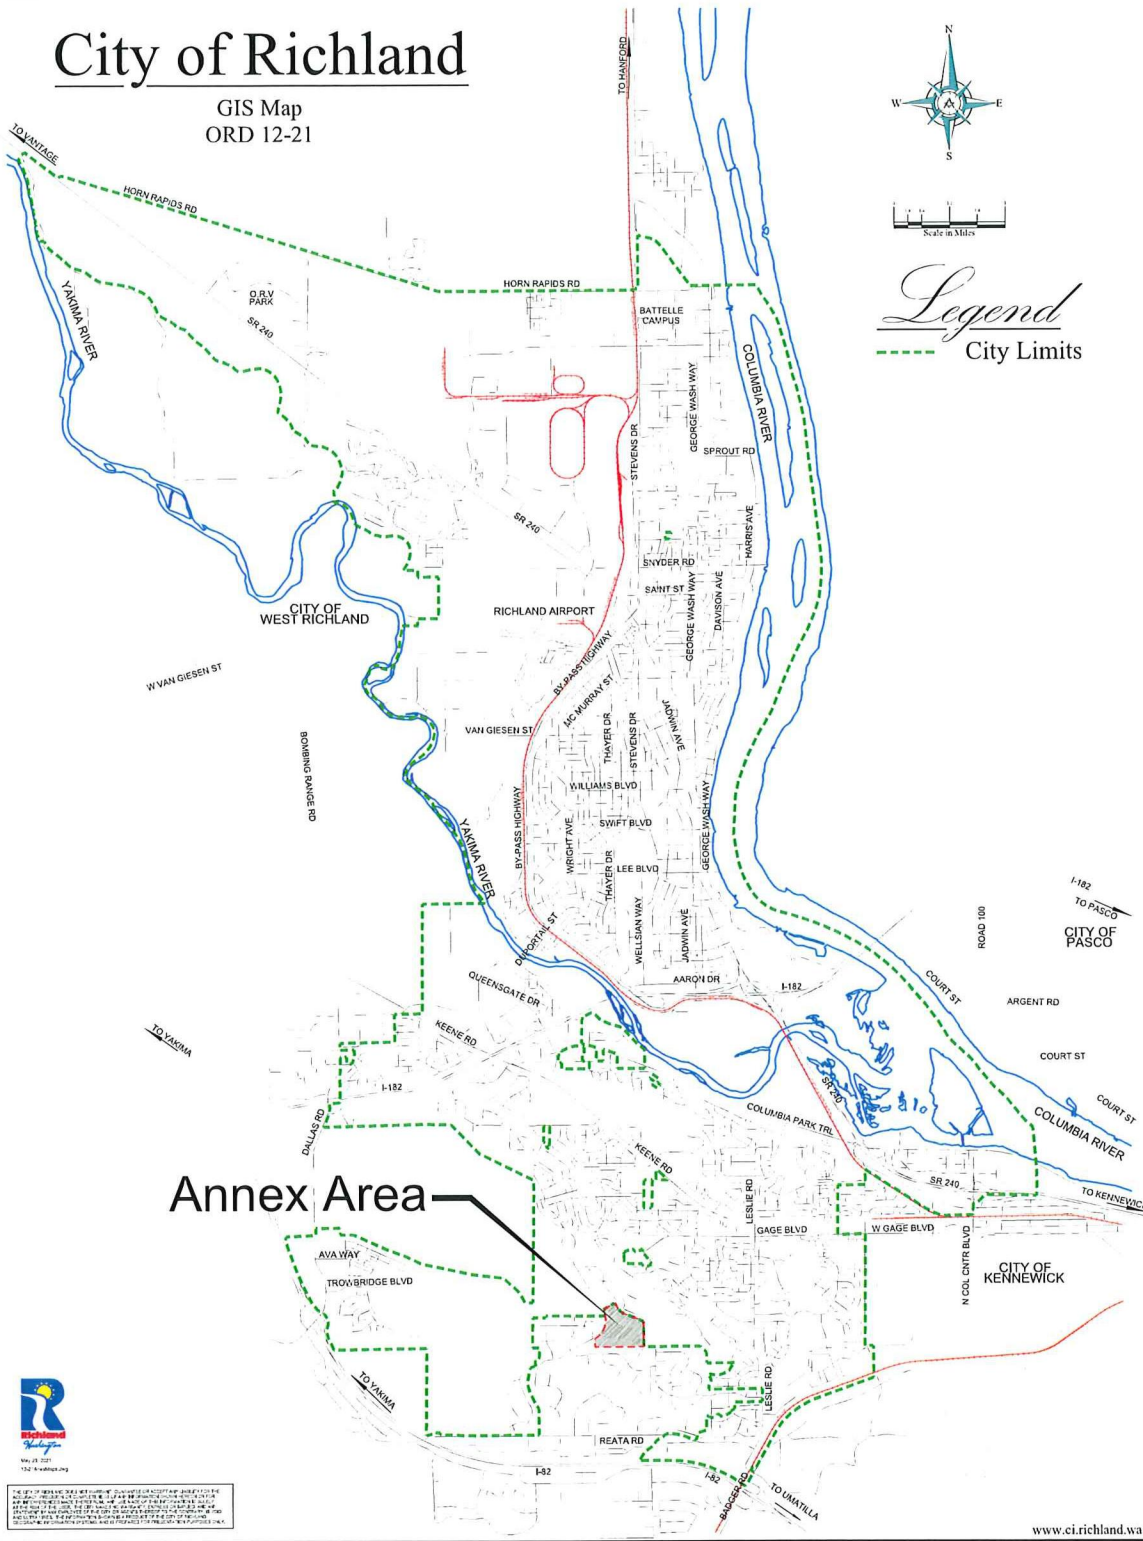 City of Richland
GIS Map
ORD 12-21
N
W
E
S
Scale in Miles
Legend
City Limits
TO HANFORD
TO VANTAGE
HORN RAPIDS RD
HORN RAPIDS RD
O.R.V
PARK
SR 240
YAKIMA RIVER
BATTELLE
CAMPUS
COLUMBIA RIVER
GEORGE WASH WAY
STEVENS DR
SPROUT RD
HARRIS AVE
SR 240
SNYDER RD
SAINT ST
DAVISON AVE
GEORGE WASH WAY
RICHLAND AIRPORT
CITY OF
WEST RICHLAND
W VAN GIESEN ST
BY-PASS HIGHWAY
MC MURRAY ST
VAN GIESEN ST
THAYER DR
STEVENS DR
JADWIN AVE
BOMBING RANGE RD
WILLIAMS BLVD
SWIFT BLVD
GEORGE WASH WAY
BY-PASS HIGHWAY
WRIGHT AVE
THAYER DR
LEE BLVD
YAKIMA RIVER
WELLSIAN WAY
JADWIN AVE
DUPORTAIL ST
I-182
TO PASCO
CITY OF
PASCO
ROAD 100
QUEENSGATE DR
AARON DR
I-182
COURT ST
ARGENT RD
TO YAKIMA
KEENE RD
COURT ST
I-182
SR 240
COLUMBIA PARK TRL
COURT ST
COLUMBIA RIVER
DALLAS RD
KEENE RD
Annex Area
LESLIE RD
SR 240
TO KENNEWICK
GAGE BLVD
W GAGE BLVD
N COL CNTR BLVD
CITY OF
KENNEWICK
AVA WAY
TROWBRIDGE BLVD
TO YAKIMA
LESLIE RD
REATA RD
I-82
I-82
BADGER RD
TO UMATILLA
Richland
Washington
www.ci.richland.wa